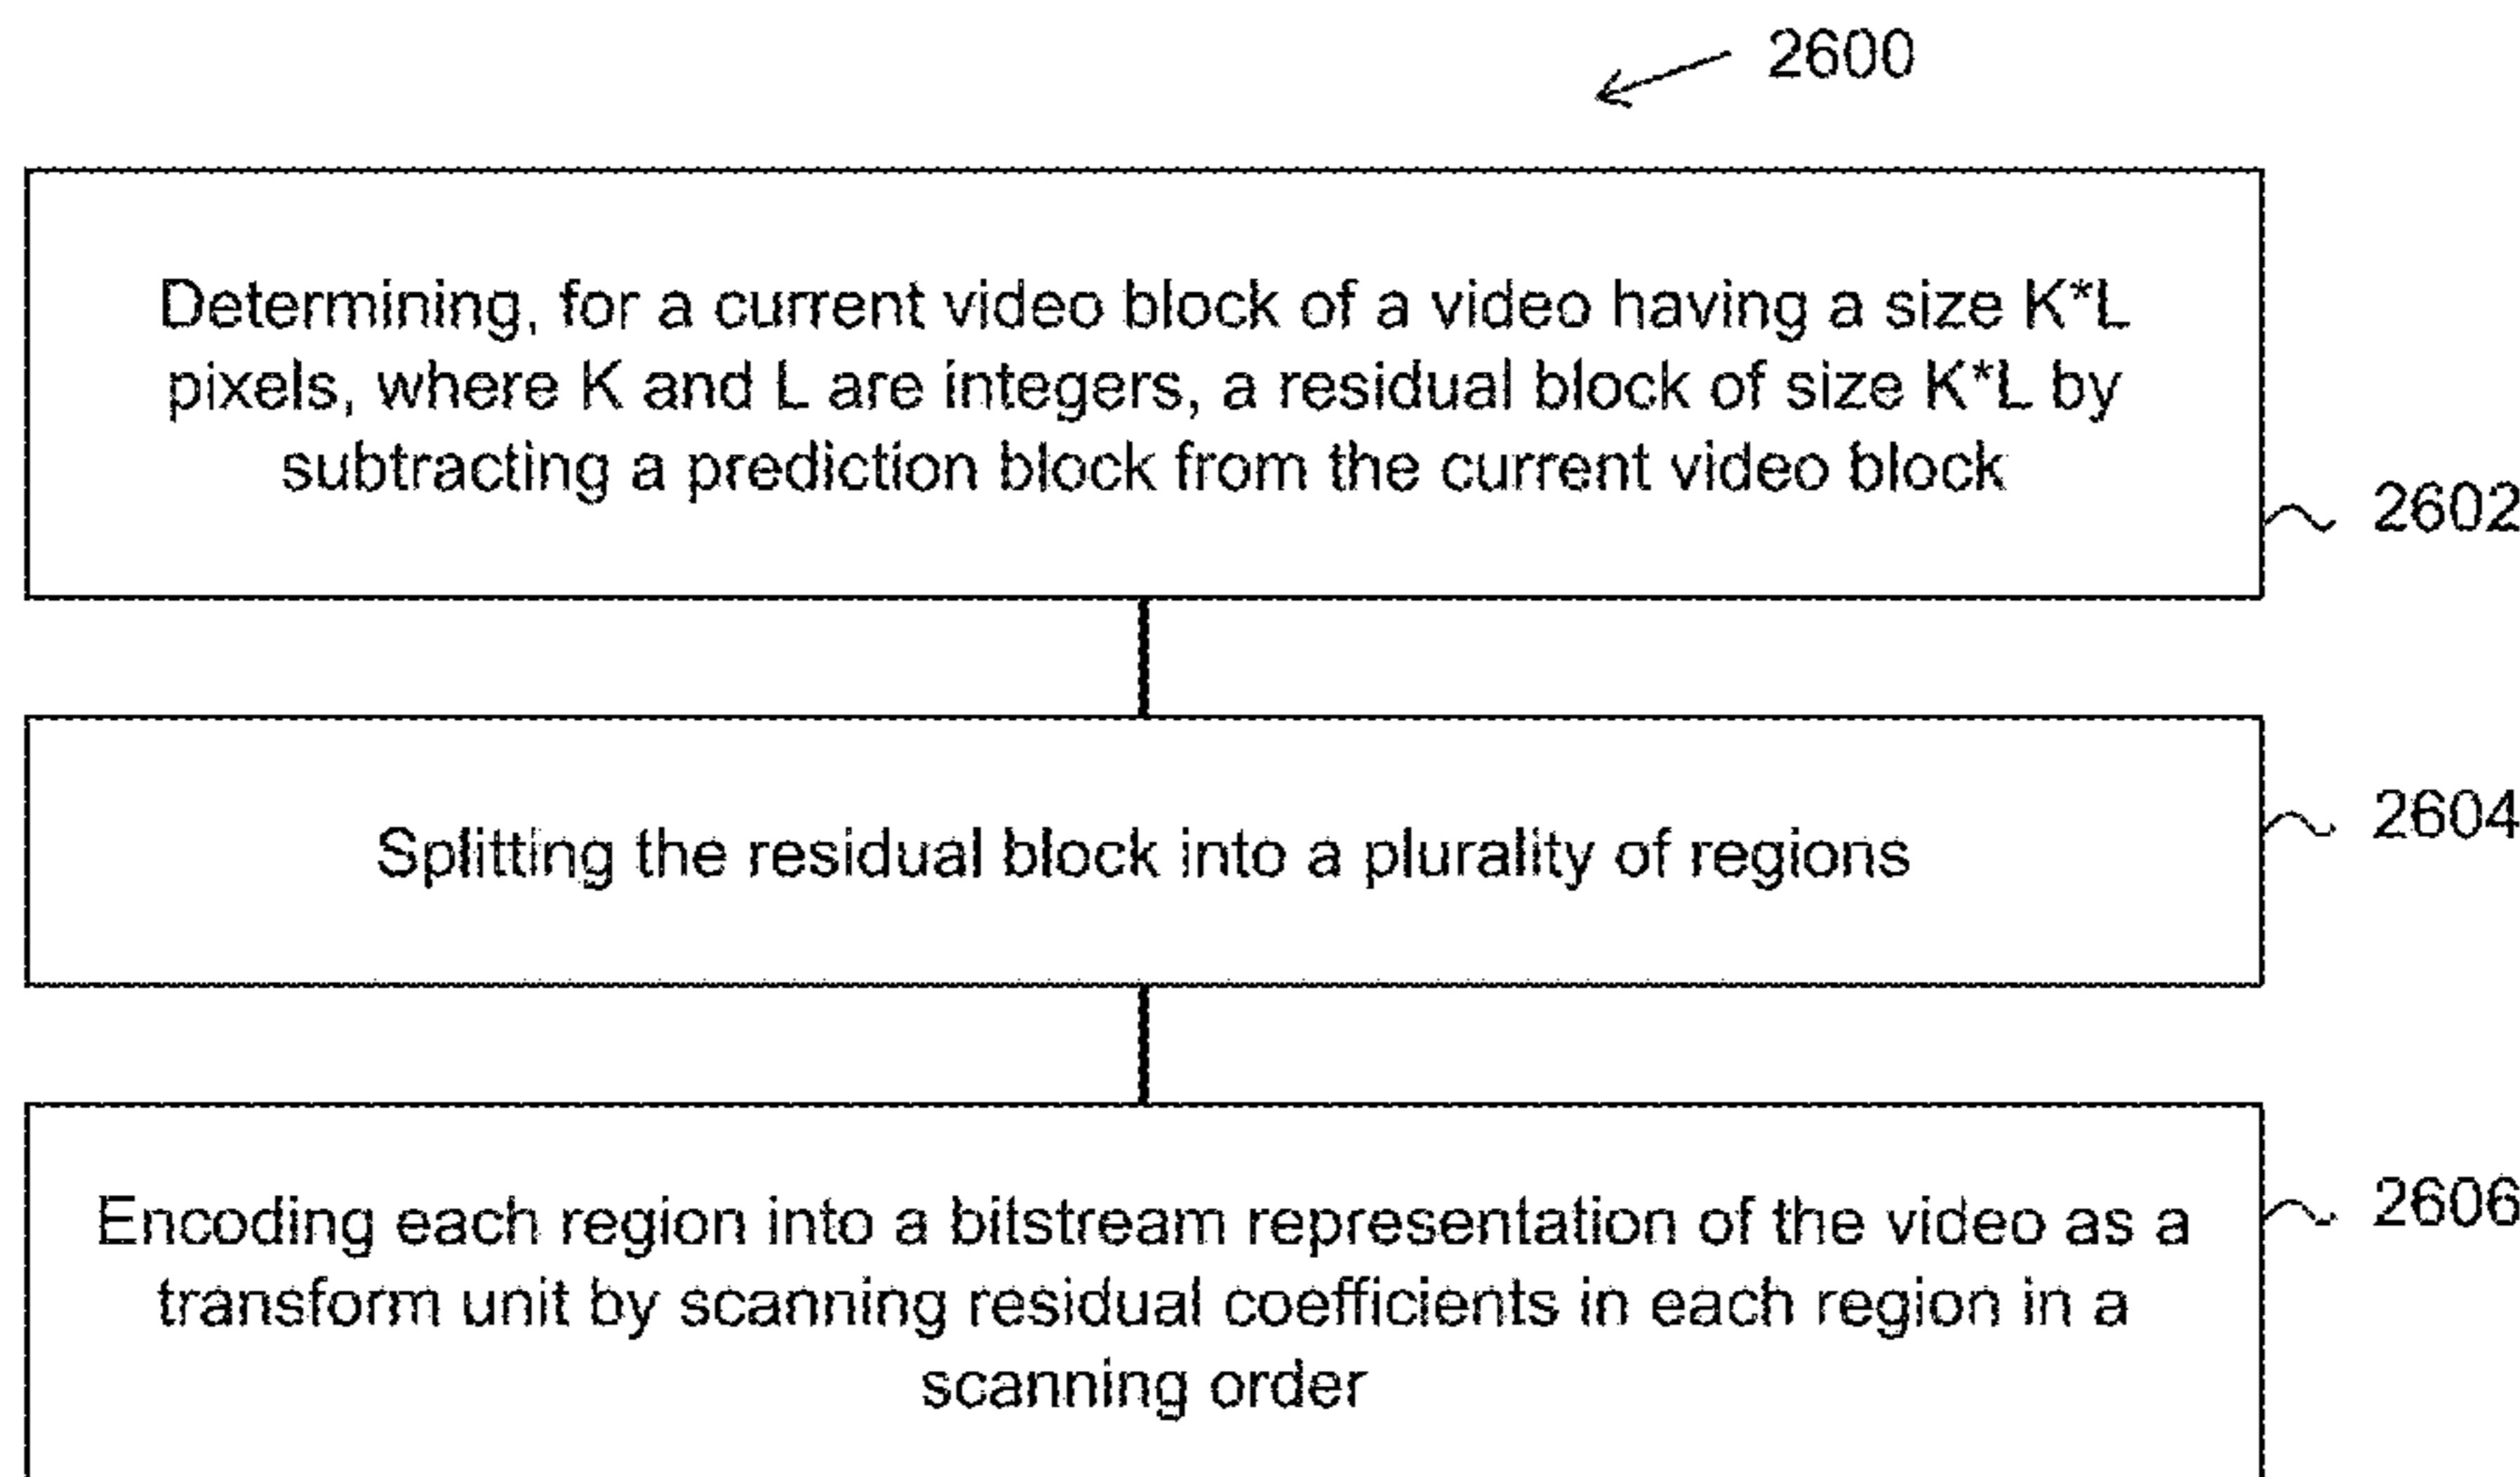 2600
Determining, for a current video block of a video having a size K*L
pixels, where K and L are integers, a residual block of size K*L by
subtracting a prediction block from the current video block
2602
Splitting the residual block into a plurality of regions
2604
Encoding each region into a bitstream representation of the video as a
transform unit by scanning residual coefficients in each region in a
scanning order
2606